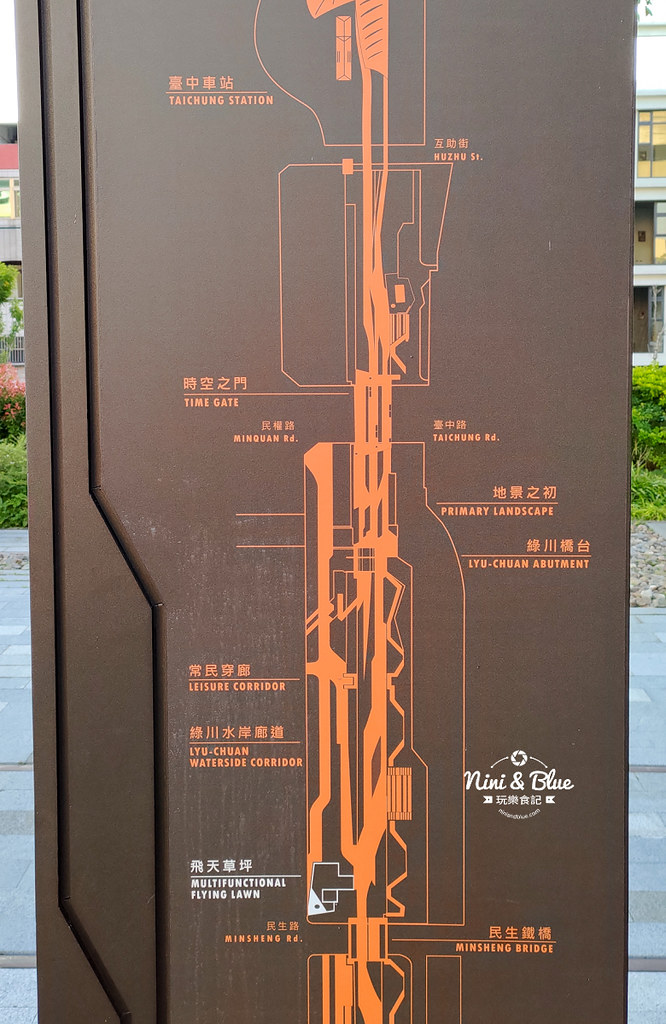 臺中車站
TAICHUNG STATION
互助街
HUZHU St.
時空之門
TIME GATE
民權路
MINQUAN Rd.
臺中路
TAICHUNG Rd.
地景之初
PRIMARY LANDSCAPE
綠川橋台
LYU-CHUAN ABUTMENT
常民穿廊
LEISURE CORRIDOR
綠川水岸廊道
LYU-CHUAN
WATERSIDE CORRIDOR
Nini & Blue
玩樂食記
niniandblue.com
飛天草坪
MULTIFUNCTIONAL
FLYING LAWN
民生路
MINSHENG Rd.
民生鐵橋
MINSHENG BRIDGE